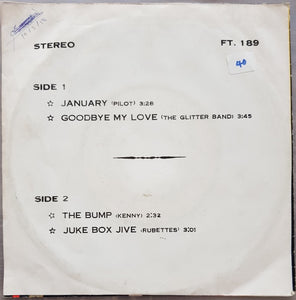 STEREO
FT. 189
40
SIDE 1
☆ JANUARY (PILOT) 3:28
☆ GOODBYE MY LOVE (THE GLITTER BAND) 3:45
SIDE 2
☆ THE BUMP (KENNY) 2:32
☆ JUKE BOX JIVE (RUBETTES) 3:01